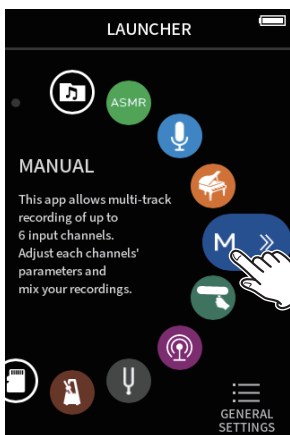 LAUNCHER
ASMR
MANUAL
This app allows multi-track
recording of up to
6 input channels.
Adjust each channels'
parameters and
mix your recordings.
M
GENERAL
SETTINGS